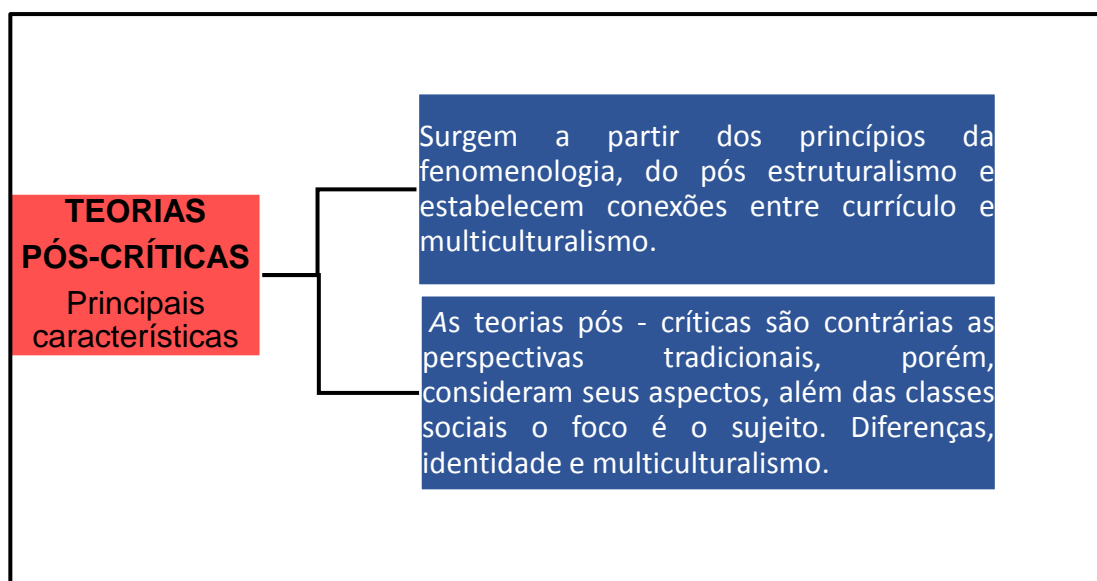 TEORIAS
PÓS-CRÍTICAS
Principais
característícas
Surgem a partir dos princípios da
fenomenologia, do pós estruturalismo e
estabelecem conexões entre currículo e
multiculturalismo.
As teorias pós - críticas são contrárias as
perspectivas tradicionais, porém,
consideram seus aspectos, além das classes
sociais o foco é o sujeito. Diferenças,
identidade e multiculturalismo.